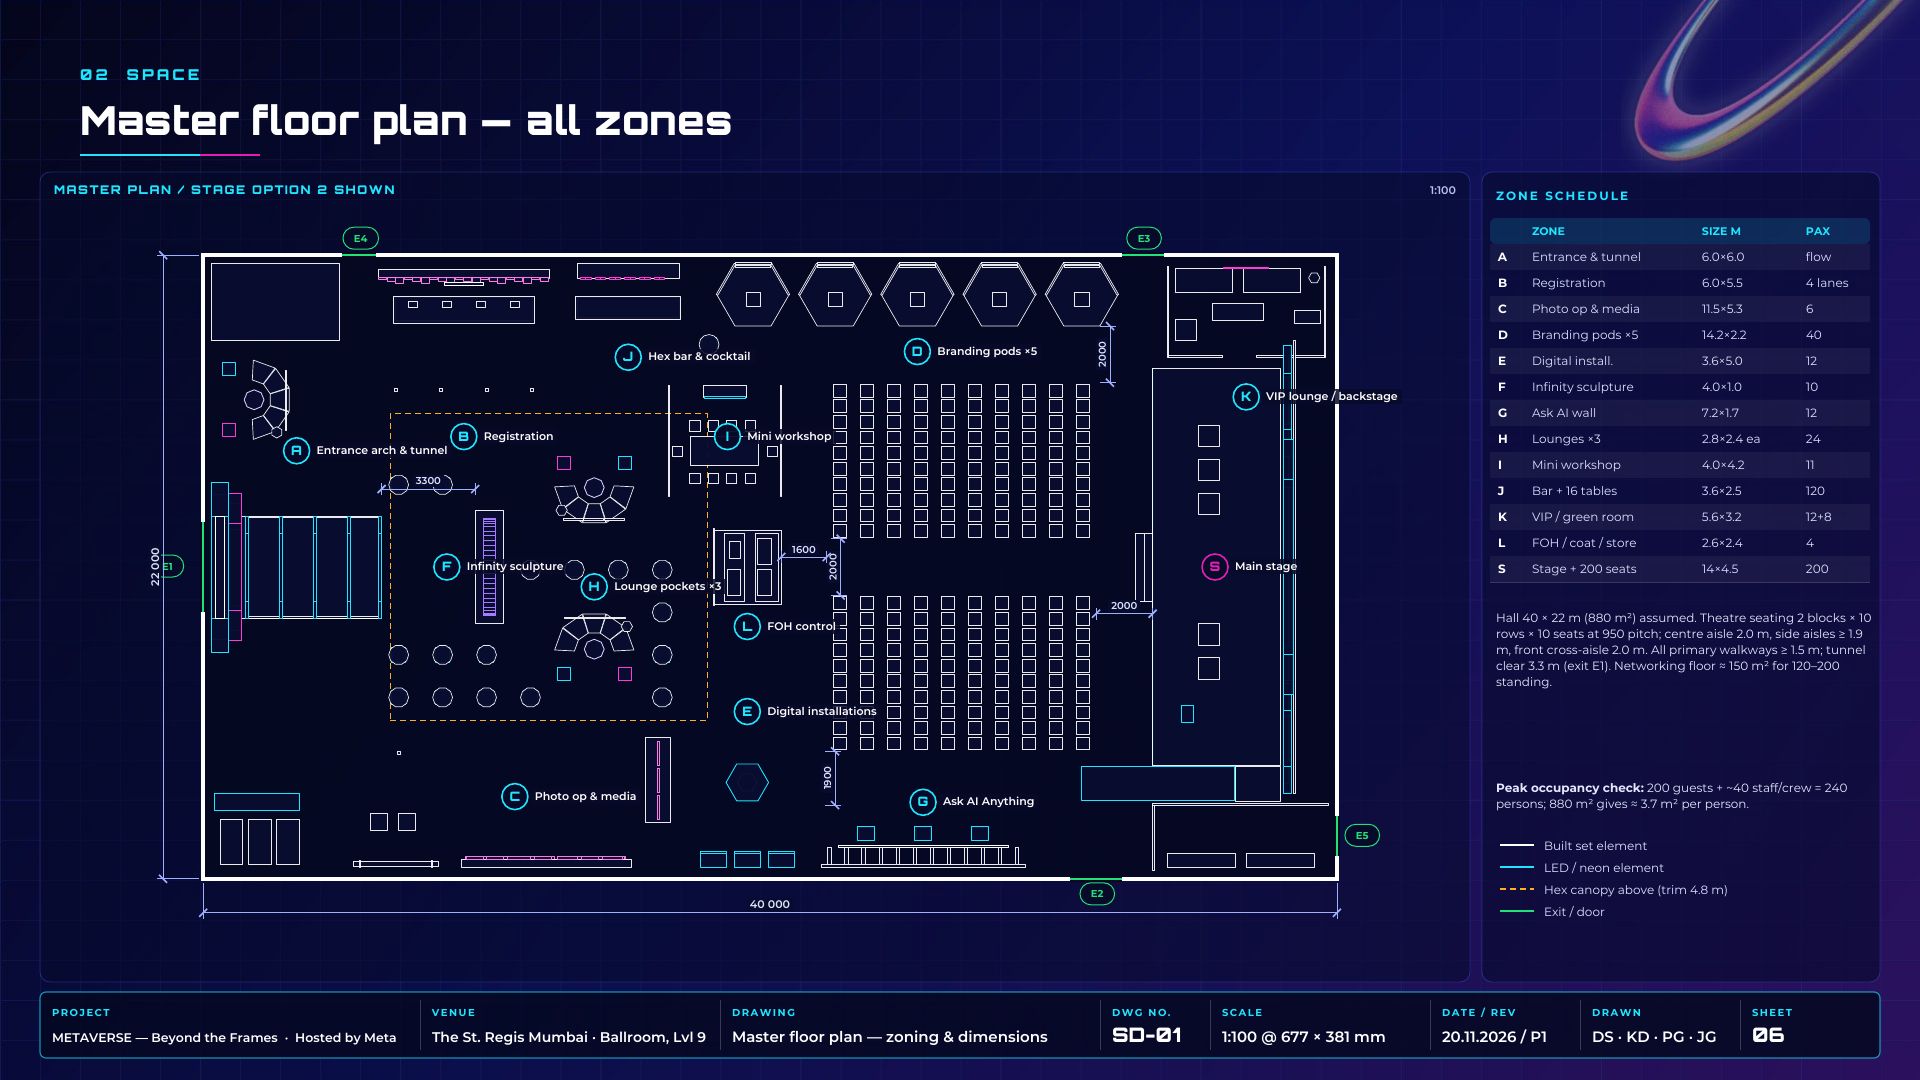 02 SPACE
Master floor plan — all zones
MASTER PLAN / STAGE OPTION 2 SHOWN
1:100
E4
E3
J Hex bar & cocktail
D Branding pods ×5
2000
K VIP lounge / backstage
A Entrance arch & tunnel
B Registration
I Mini workshop
3300
22 000
E1
F Infinity sculpture
H Lounge pockets ×3
1600
2000
S Main stage
2000
L FOH control
E Digital installations
1900
C Photo op & media
G Ask AI Anything
E5
E2
40 000
ZONE SCHEDULE
ZONE SIZE M PAX
A Entrance & tunnel 6.0×6.0 flow
B Registration 6.0×5.5 4 lanes
C Photo op & media 11.5×5.3 6
D Branding pods ×5 14.2×2.2 40
E Digital install. 3.6×5.0 12
F Infinity sculpture 4.0×1.0 10
G Ask AI wall 7.2×1.7 12
H Lounges ×3 2.8×2.4 ea 24
I Mini workshop 4.0×4.2 11
J Bar + 16 tables 3.6×2.5 120
K VIP / green room 5.6×3.2 12+8
L FOH / coat / store 2.6×2.4 4
S Stage + 200 seats 14×4.5 200
Hall 40 × 22 m (880 m²) assumed. Theatre seating 2 blocks × 10
rows × 10 seats at 950 pitch; centre aisle 2.0 m, side aisles ≥ 1.9
m, front cross-aisle 2.0 m. All primary walkways ≥ 1.5 m; tunnel
clear 3.3 m (exit E1). Networking floor ≈ 150 m² for 120–200
standing.
Peak occupancy check: 200 guests + ~40 staff/crew = 240
persons; 880 m² gives ≈ 3.7 m² per person.
Built set element
LED / neon element
Hex canopy above (trim 4.8 m)
Exit / door
PROJECT
METAVERSE — Beyond the Frames · Hosted by Meta
VENUE
The St. Regis Mumbai · Ballroom, Lvl 9
DRAWING
Master floor plan — zoning & dimensions
DWG NO.
SD-01
SCALE
1:100 @ 677 × 381 mm
DATE / REV
20.11.2026 / P1
DRAWN
DS · KD · PG · JG
SHEET
06